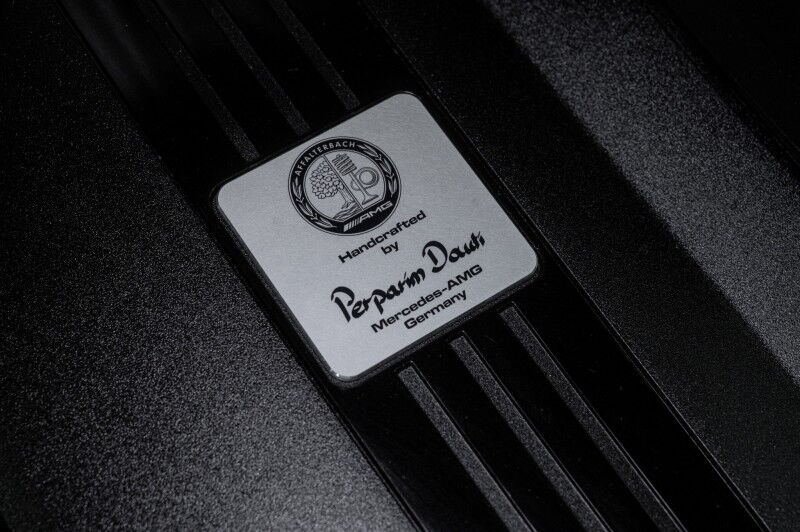 AFFALTERBACH
AMG
Handcrafted
by
Perparim Dauti
Mercedes-AMG
Germany